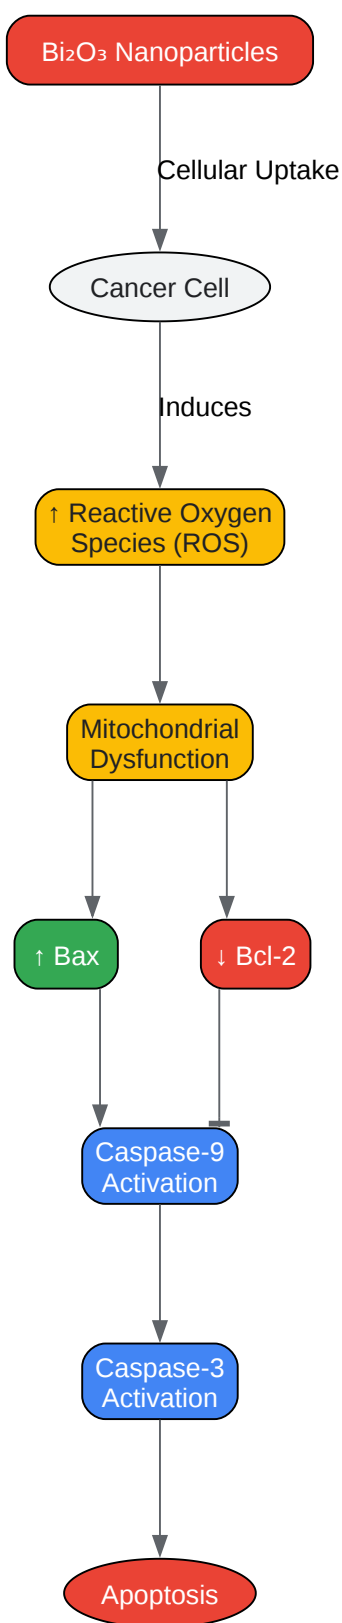 Bi₂O₃ Nanoparticles
Cellular Uptake
Cancer Cell
Induces
↑ Reactive Oxygen
Species (ROS)
Mitochondrial
Dysfunction
↑ Bax
↓ Bcl-2
Caspase-9
Activation
Caspase-3
Activation
Apoptosis